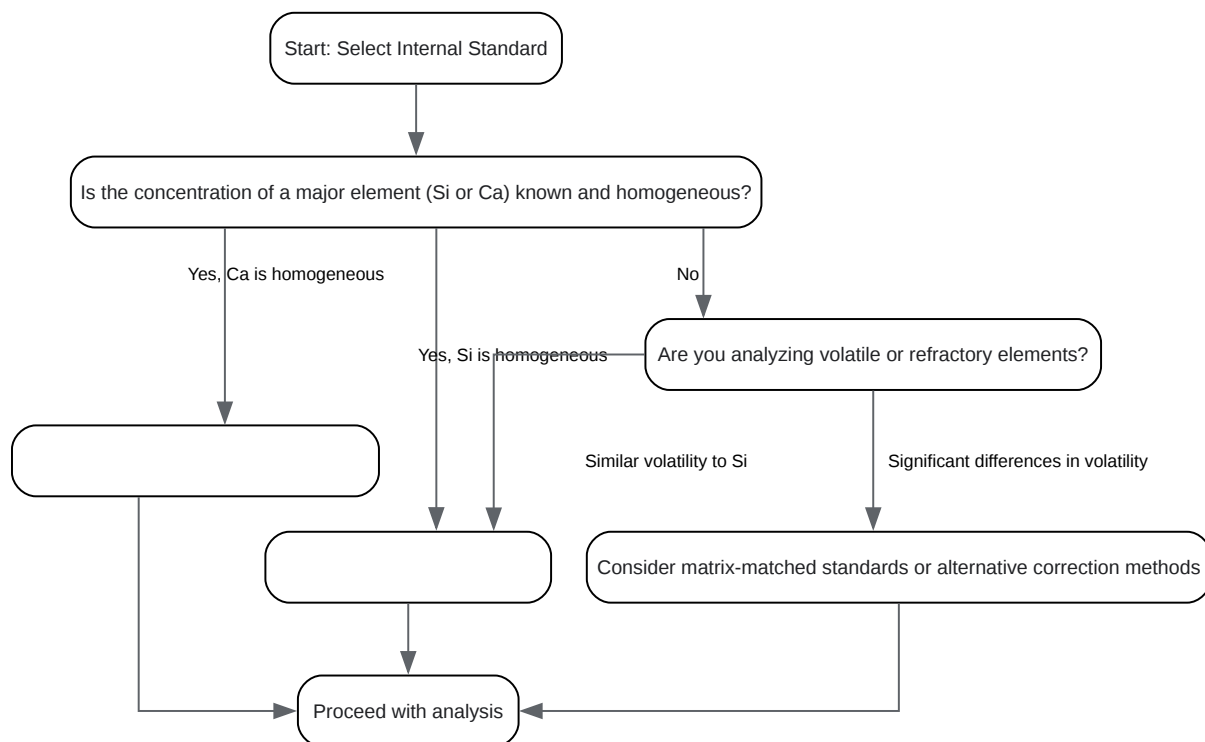 Start: Select Internal Standard
Is the concentration of a major element (Si or Ca) known and homogeneous?
Yes, Ca is homogeneous
No
Yes, Si is homogeneous
Are you analyzing volatile or refractory elements?
Similar volatility to Si
Significant differences in volatility
Consider matrix-matched standards or alternative correction methods
Proceed with analysis